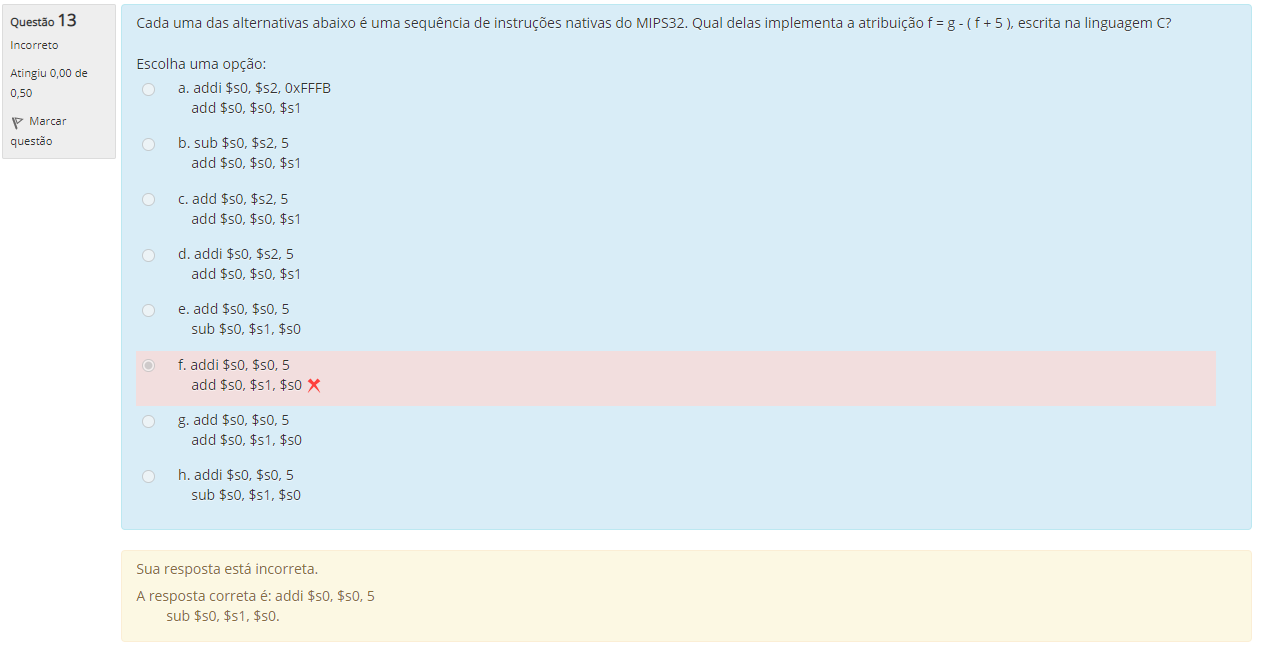 Questão 13
Incorreto
Atingiu 0,00 de
0,50
Marcar
questão
Cada uma das alternativas abaixo é uma sequência de instruções nativas do MIPS32. Qual delas implementa a atribuição f = g - ( f + 5 ), escrita na linguagem C?
Escolha uma opção:
a. addi $s0, $s2, 0xFFFB
add $s0, $s0, $s1
b. sub $s0, $s2, 5
add $s0, $s0, $s1
c. add $s0, $s2, 5
add $s0, $s0, $s1
d. addi $s0, $s2, 5
add $s0, $s0, $s1
e. add $s0, $s0, 5
sub $s0, $s1, $s0
f. addi $s0, $s0, 5
add $s0, $s1, $s0
g. add $s0, $s0, 5
add $s0, $s1, $s0
h. addi $s0, $s0, 5
sub $s0, $s1, $s0
Sua resposta está incorreta.
A resposta correta é: addi $s0, $s0, 5
sub $s0, $s1, $s0.